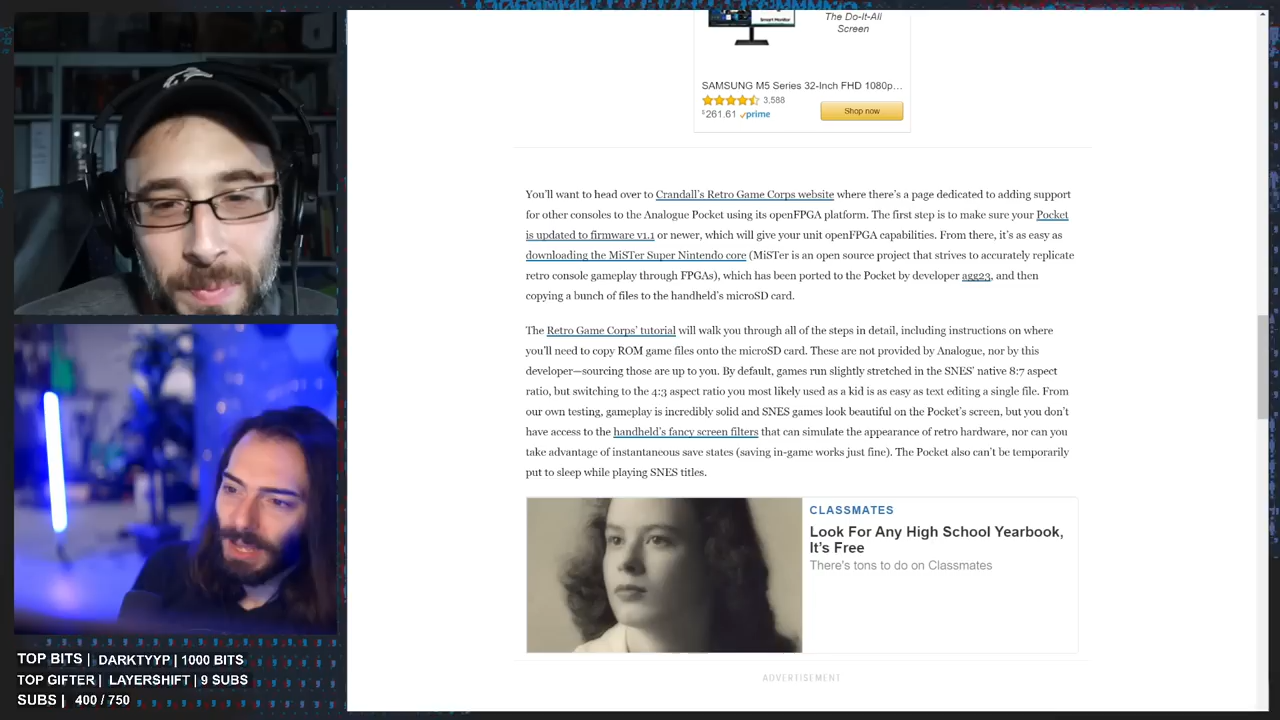 Smart Monitor
The Do-It-All
Screen
SAMSUNG M5 Series 32-Inch FHD 1080p...
3,588
$261.61 prime
Shop now
You'll want to head over to Crandall's Retro Game Corps website where there's a page dedicated to adding support
for other consoles to the Analogue Pocket using its openFPGA platform. The first step is to make sure your Pocket
is updated to firmware v1.1 or newer, which will give your unit openFPGA capabilities. From there, it's as easy as
downloading the MiSTer Super Nintendo core (MiSTer is an open source project that strives to accurately replicate
retro console gameplay through FPGAs), which has been ported to the Pocket by developer agg23, and then
copying a bunch of files to the handheld's microSD card.
The Retro Game Corps' tutorial will walk you through all of the steps in detail, including instructions on where
you'll need to copy ROM game files onto the microSD card. These are not provided by Analogue, nor by this
developer—sourcing those are up to you. By default, games run slightly stretched in the SNES' native 8:7 aspect
ratio, but switching to the 4:3 aspect ratio you most likely used as a kid is as easy as text editing a single file. From
our own testing, gameplay is incredibly solid and SNES games look beautiful on the Pocket's screen, but you don't
have access to the handheld's fancy screen filters that can simulate the appearance of retro hardware, nor can you
take advantage of instantaneous save states (saving in-game works just fine). The Pocket also can't be temporarily
put to sleep while playing SNES titles.
CLASSMATES
Look For Any High School Yearbook,
It's Free
There's tons to do on Classmates
ADVERTISEMENT
TOP BITS | LARKTYYP | 1000 BITS
TOP GIFTER | LAYERSHIFT | 9 SUBS
SUBS | 400 / 750